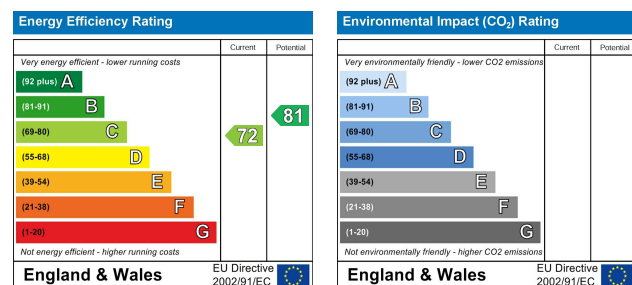 Energy Efficiency Rating
Current Potential
Very energy efficient - lower running costs
(92 plus) A
(81-91) B
(69-80) C
(55-68) D
(39-54) E
(21-38) F
(1-20) G
72
81
Not energy efficient - higher running costs
England & Wales
EU Directive
2002/91/EC
Environmental Impact (CO₂) Rating
Current Potential
Very environmentally friendly - lower CO2 emissions
(92 plus) A
(81-91) B
(69-80) C
(55-68) D
(39-54) E
(21-38) F
(1-20) G
Not environmentally friendly - higher CO2 emissions
England & Wales
EU Directive
2002/91/EC